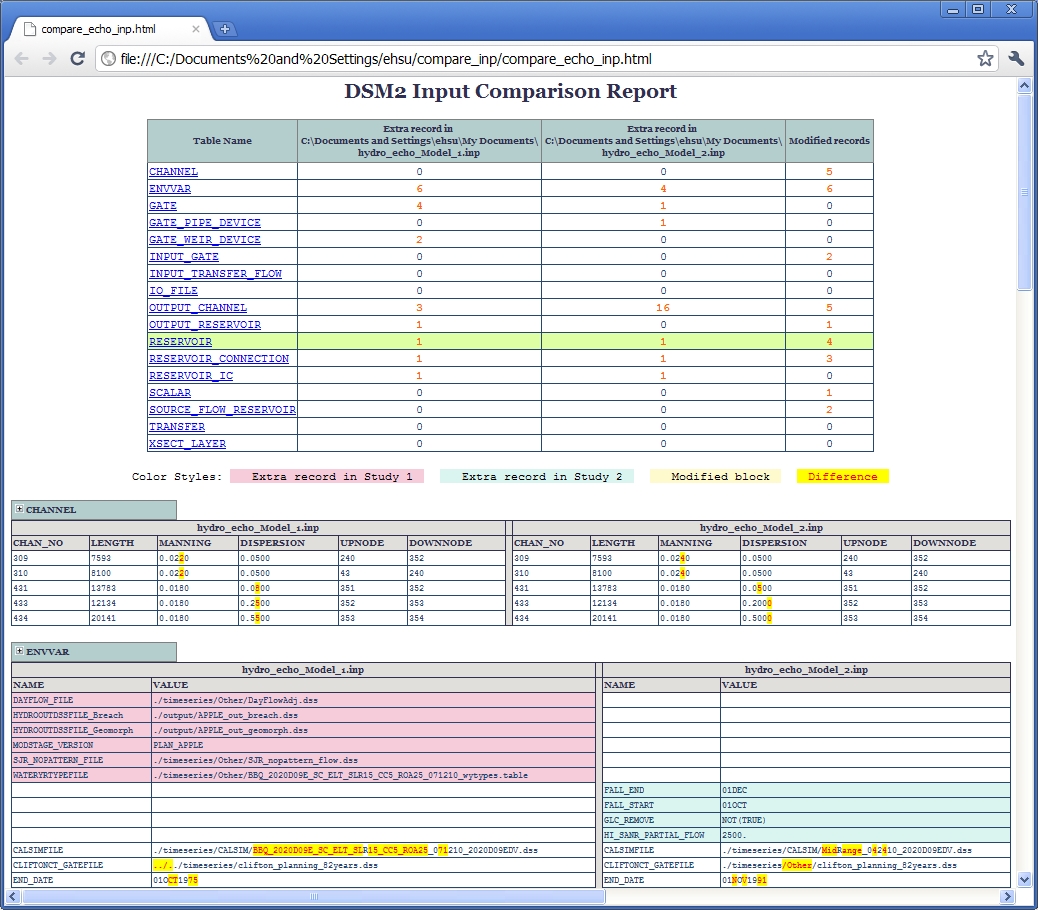 compare_echo_inp.html
file:///C:/Documents%20and%20Settings/ehsu/compare_inp/compare_echo_inp.html
DSM2 Input Comparison Report
Table Name Extra record in C:\Documents and Settings\ehsu\My Documents\ hydro_echo_Model_1.inp Extra record in C:\Documents and Settings\ehsu\My Documents\ hydro_echo_Model_2.inp Modified records
CHANNEL 0 0 5
ENVVAR 6 4 6
GATE 4 1 0
GATE_PIPE_DEVICE 0 1 0
GATE_WEIR_DEVICE 2 0 0
INPUT_GATE 0 0 2
INPUT_TRANSFER_FLOW 0 0 0
IO_FILE 0 0 0
OUTPUT_CHANNEL 3 16 5
OUTPUT_RESERVOIR 1 0 1
RESERVOIR 1 1 4
RESERVOIR_CONNECTION 1 1 3
RESERVOIR_IC 1 1 0
SCALAR 0 0 1
SOURCE_FLOW_RESERVOIR 0 0 2
TRANSFER 0 0 0
XSECT_LAYER 0 0 0
Color Styles: Extra record in Study 1 Extra record in Study 2 Modified block Difference
CHANNEL
hydro_echo_Model_1.inp hydro_echo_Model_2.inp
CHAN_NO LENGTH MANNING DISPERSION UPNODE DOWNNODE CHAN_NO LENGTH MANNING DISPERSION UPNODE DOWNNODE
309 7593 0.0220 0.0500 240 352 309 7593 0.0240 0.0500 240 352
310 8100 0.0220 0.0500 43 240 310 8100 0.0240 0.0500 43 240
431 13783 0.0180 0.0800 351 352 431 13783 0.0180 0.0500 351 352
433 12134 0.0180 0.2500 352 353 433 12134 0.0180 0.2000 352 353
434 20141 0.0180 0.5500 353 354 434 20141 0.0180 0.5000 353 354
ENVVAR
hydro_echo_Model_1.inp hydro_echo_Model_2.inp
NAME VALUE NAME VALUE
DAYFLOW_FILE ./timeseries/Other/DayFlowAdj.dss
HYDROOUTDSSFILE_Breach ./output/APPLE_out_breach.dss
HYDROOUTDSSFILE_Geomorph ./output/APPLE_out_geomorph.dss
MODSTAGE_VERSION PLAN_APPLE
SJR_NOPATTERN_FILE ./timeseries/Other/SJR_nopattern_flow.dss
WATERYRTYPEFILE ./timeseries/Other/BBQ_2020D09E_SC_ELT_SLR15_CC5_ROA25_071210_wytypes.table
FALL_END 01DEC
FALL_START 01OCT
GLC_REMOVE NOT(TRUE)
HI_SANR_PARTIAL_FLOW 2500.
CALSIMFILE ./timeseries/CALSIM/BBQ_2020D09E_SC_ELT_SLR15_CC5_ROA25_071210_2020D09EDV.dss CALSIMFILE ./timeseries/CALSIM/MidRange_042410_2020D09EDV.dss
CLIFTONCT_GATEFILE ../../timeseries/clifton_planning_82years.dss CLIFTONCT_GATEFILE ./timeseries/Other/clifton_planning_82years.dss
END_DATE 01OCT1975 END_DATE 01NOV1991